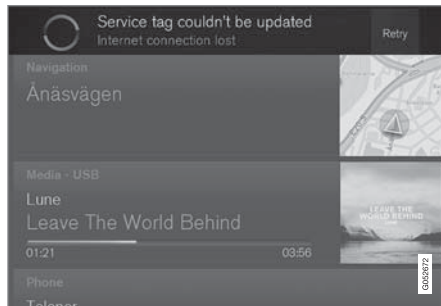 Service tag couldn't be updated
Internet connection lost
Retry
Navigation
Ånäsvägen
Media - USB
Lune
Leave The World Behind
01:21
03:56
LEAVE THE
WORLD BEHIND
Phone
G052672